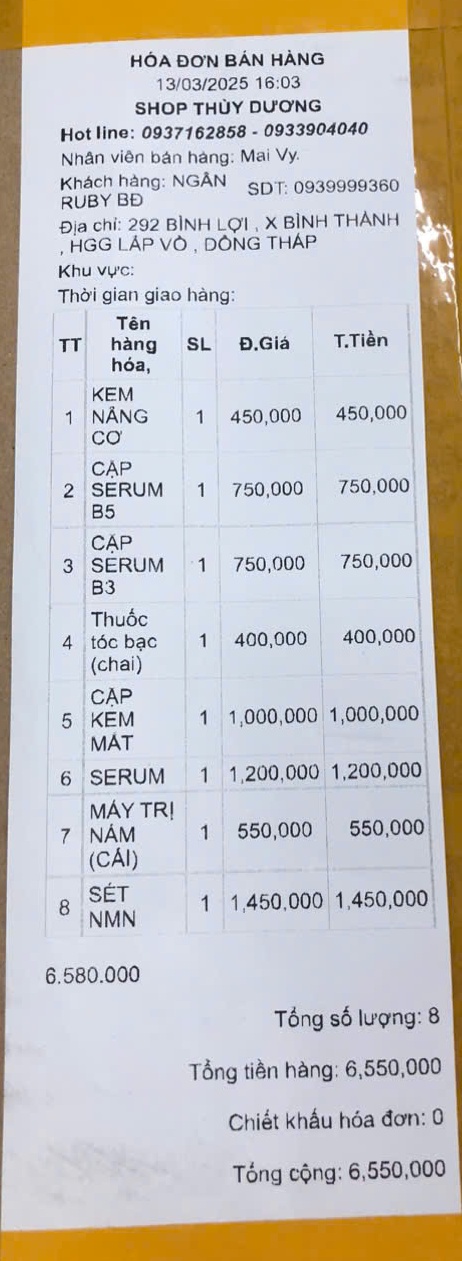 HÓA ĐƠN BÁN HÀNG
13/03/2025 16:03
SHOP THÙY DƯƠNG
Hot line: 0937162858 - 0933904040
Nhân viên bán hàng: Mai Vy.
Khách hàng: NGÂN RUBY BĐ SDT: 0939999360
Địa chỉ: 292 BÌNH LỢI , X BÌNH THÀNH
, HGG LẤP VÒ , ĐỒNG THÁP
Khu vực:
Thời gian giao hàng:
TT Tên hàng hóa, SL Đ.Giá T.Tiền
1 KEM NÂNG CƠ 1 450,000 450,000
2 CẶP SERUM B5 1 750,000 750,000
3 CẶP SERUM B3 1 750,000 750,000
4 Thuốc tóc bạc (chai) 1 400,000 400,000
5 CẶP KEM MẮT 1 1,000,000 1,000,000
6 SERUM 1 1,200,000 1,200,000
7 MÁY TRỊ NÁM (CÁI) 1 550,000 550,000
8 SÉT NMN 1 1,450,000 1,450,000
6.580.000
Tổng số lượng: 8
Tổng tiền hàng: 6,550,000
Chiết khấu hóa đơn: 0
Tổng cộng: 6,550,000